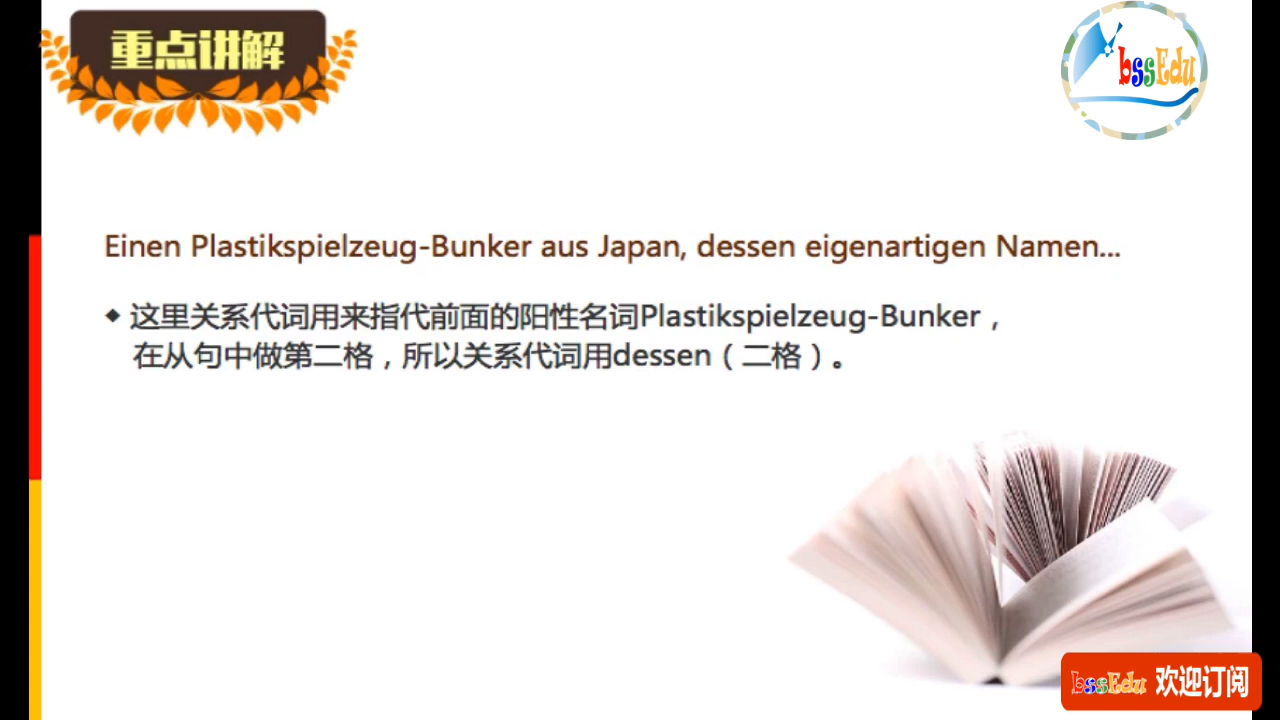 重点讲解
bssEdu
Einen Plastikspielzeug-Bunker aus Japan, dessen eigenartigen Namen...
◆ 这里关系代词用来指代前面的阳性名词Plastikspielzeug-Bunker，
在从句中做第二格，所以关系代词用dessen（二格）。
bssEdu 欢迎订阅